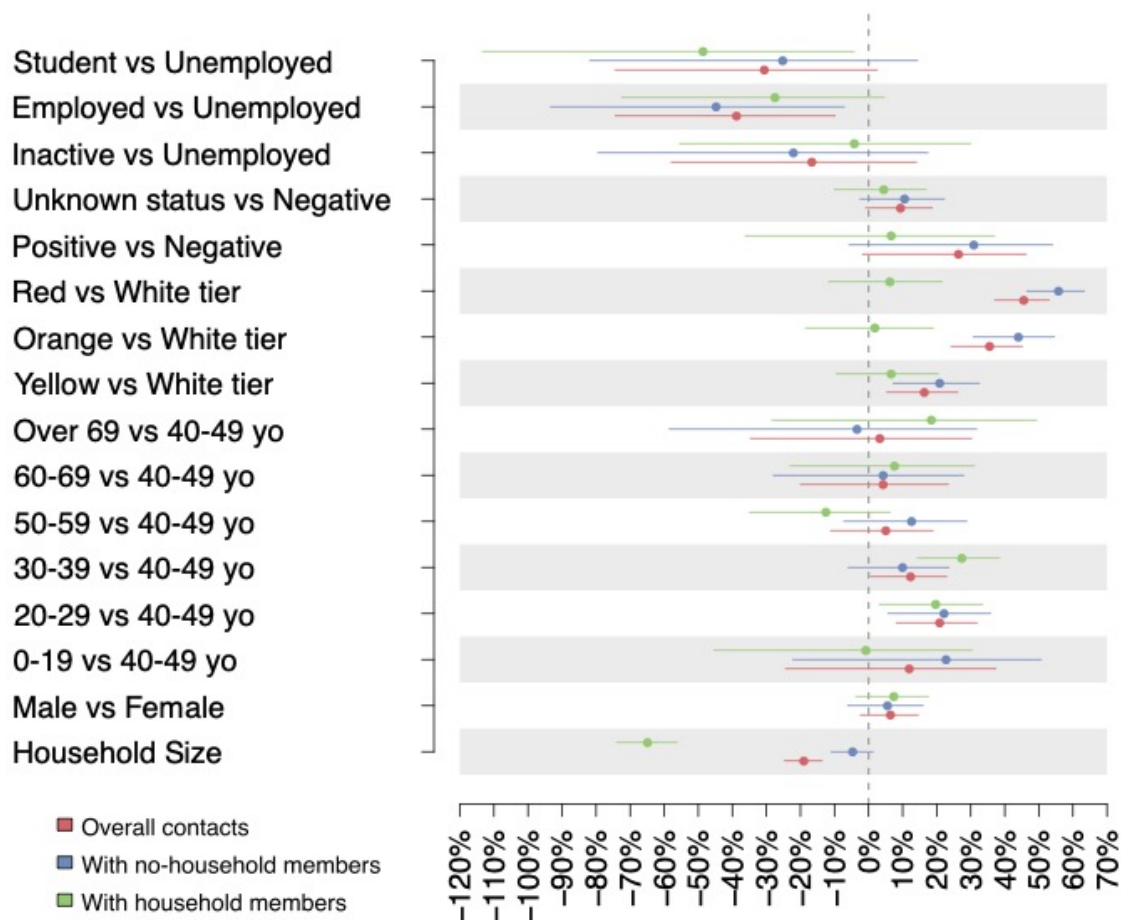 Student vs Unemployed
Employed vs Unemployed
Inactive vs Unemployed
Unknown status vs Negative
Positive vs Negative
Red vs White tier
Orange vs White tier
Yellow vs White tier
Over 69 vs 40-49 yo
60-69 vs 40-49 yo
50-59 vs 40-49 yo
30-39 vs 40-49 yo
20-29 vs 40-49 yo
0-19 vs 40-49 yo
Male vs Female
Household Size
−120% −110% −100% −90% −80% −70% −60% −50% −40% −30% −20% −10% 0% 10% 20% 30% 40% 50% 60% 70%
Overall contacts
With no-household members
With household members